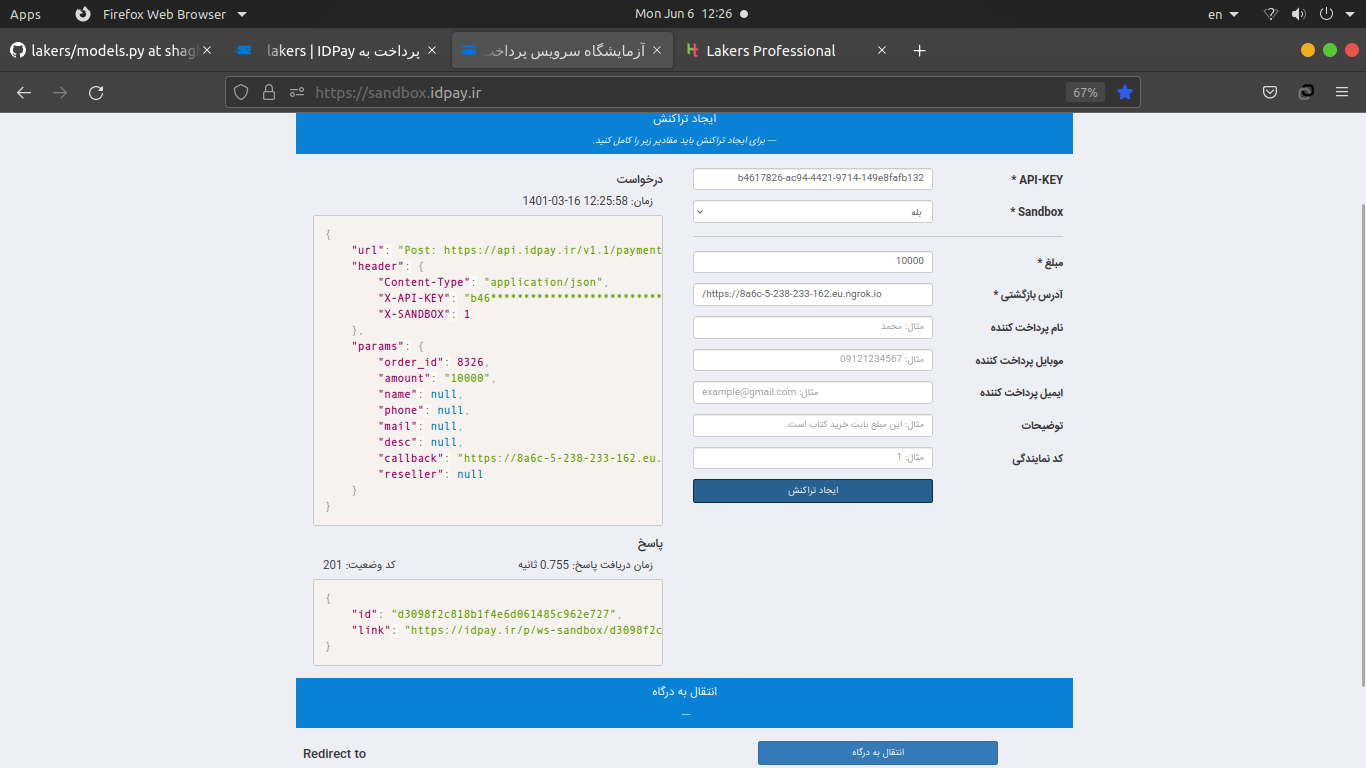 Apps Firefox Web Browser Mon Jun 6 12:26 en
lakers/models.py at shag
پرداخت به lakers | IDPay
آزمایشگاه سرویس پرداخت
Lakers Professional
https://sandbox.idpay.ir 67%
ایجاد تراکنش
— برای ایجاد تراکنش باید مقادیر زیر را کامل کنید.
API-KEY *
b4617826-ac94-4421-9714-149e8fafb132
Sandbox *
بله
مبلغ *
10000
آدرس بازگشتی *
/https://8a6c-5-238-233-162.eu.ngrok.io
نام پرداخت کننده
مثال: محمد
موبایل پرداخت کننده
مثال: 09121234567
ایمیل پرداخت کننده
مثال: example@gmail.com
توضیحات
مثال: این مبلغ بابت خرید کتاب است.
کد نمایندگی
مثال: 1
ایجاد تراکنش
درخواست
زمان: 12:25:58 16-03-1401
{
"url": "Post: https://api.idpay.ir/v1.1/payment
"header": {
"Content-Type": "application/json",
"X-API-KEY": "b46**************************
"X-SANDBOX": 1
},
"params": {
"order_id": 8326,
"amount": "10000",
"name": null,
"phone": null,
"mail": null,
"desc": null,
"callback": "https://8a6c-5-238-233-162.eu.
"reseller": null
}
}
پاسخ
زمان دریافت پاسخ: 0.755 ثانیه
کد وضعیت: 201
{
"id": "d3098f2c818b1f4e6d061485c962e727",
"link": "https://idpay.ir/p/ws-sandbox/d3098f2c
}
انتقال به درگاه
—
Redirect to
انتقال به درگاه